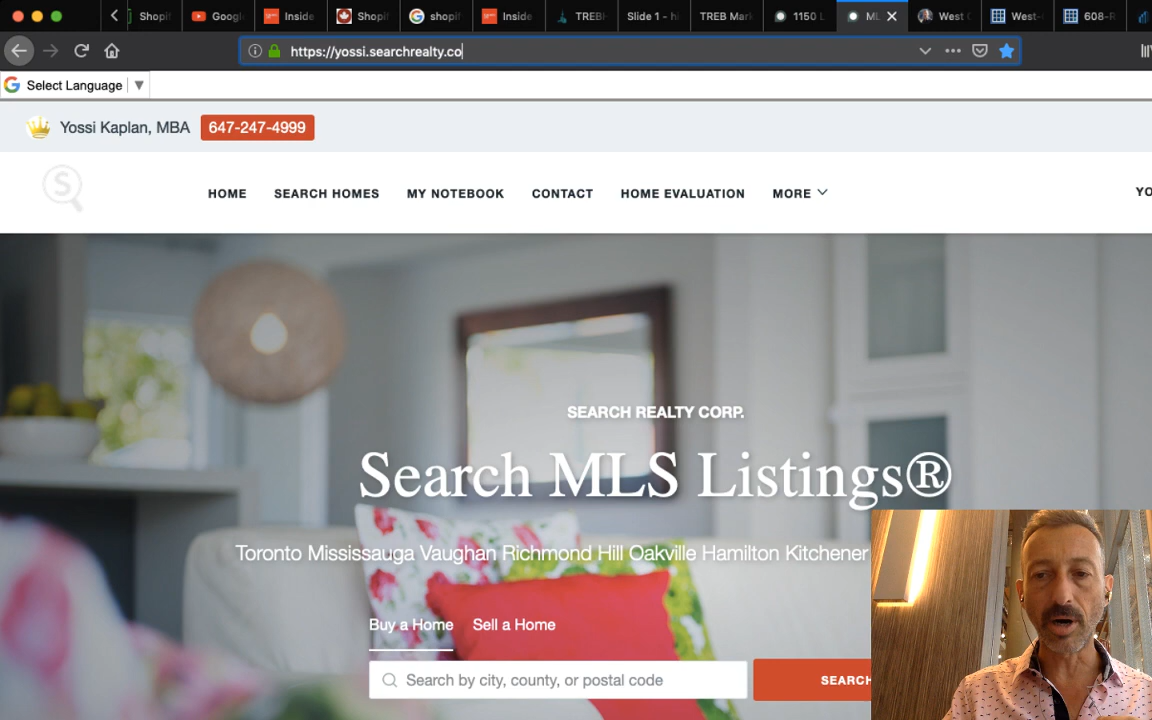 Shopif
Googl
Inside
Shopif
shopif
Inside
TREBI
Slide 1 - hi
TREB Mark
1150 L
ML
West C
West-
608-R
https://yossi.searchrealty.co
Select Language
Yossi Kaplan, MBA 647-247-4999
S
HOME SEARCH HOMES MY NOTEBOOK CONTACT HOME EVALUATION MORE YO
SEARCH REALTY CORP.
Search MLS Listings®
Toronto Mississauga Vaughan Richmond Hill Oakville Hamilton Kitchener
Buy a Home Sell a Home
Search by city, county, or postal code SEARCH